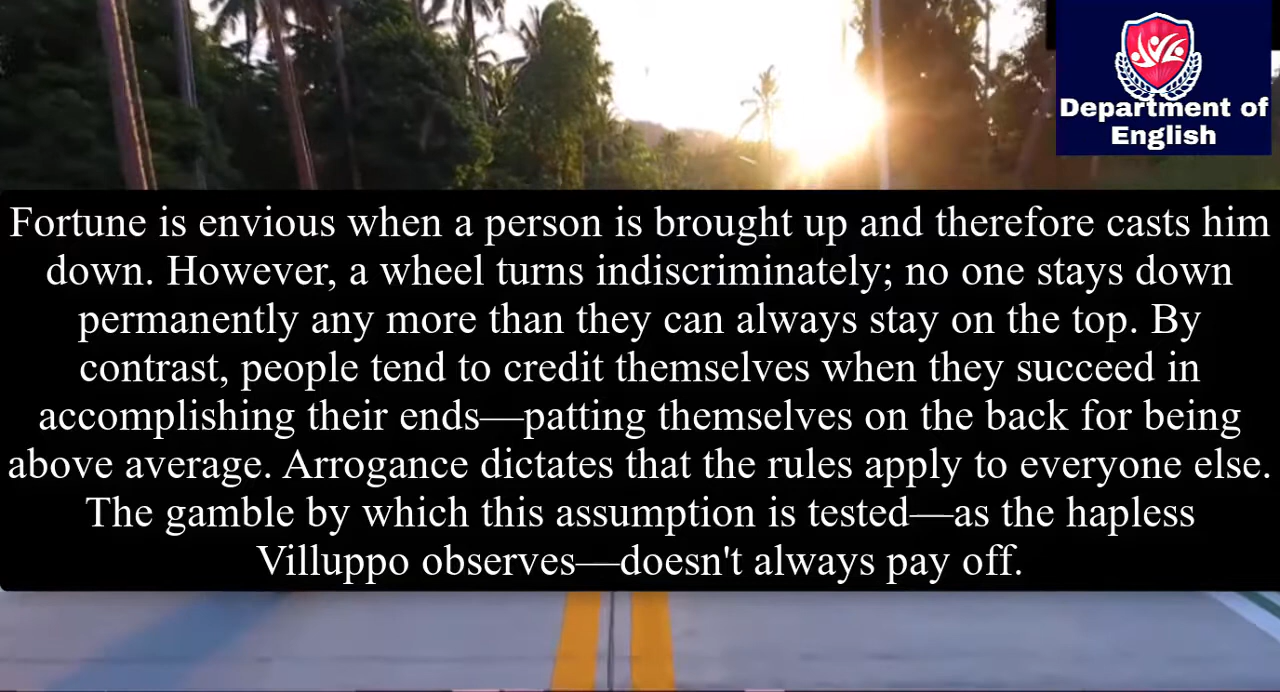 Department of
English
Fortune is envious when a person is brought up and therefore casts him
down. However, a wheel turns indiscriminately; no one stays down
permanently any more than they can always stay on the top. By
contrast, people tend to credit themselves when they succeed in
accomplishing their ends—patting themselves on the back for being
above average. Arrogance dictates that the rules apply to everyone else.
The gamble by which this assumption is tested—as the hapless
Villuppo observes—doesn't always pay off.